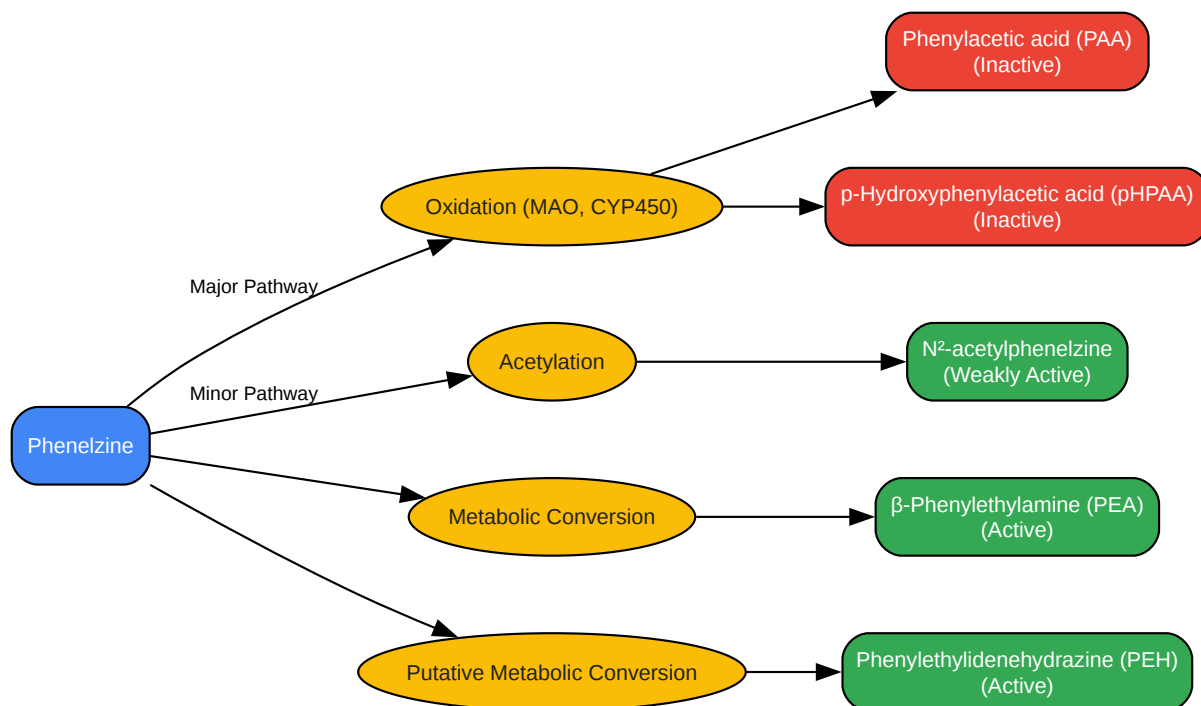 Phenylacetic acid (PAA)
(Inactive)
Oxidation (MAO, CYP450)
p-Hydroxyphenylacetic acid (pHPAA)
(Inactive)
Major Pathway
Acetylation
N²-acetylphenelzine
(Weakly Active)
Minor Pathway
Phenelzine
Metabolic Conversion
β-Phenylethylamine (PEA)
(Active)
Putative Metabolic Conversion
Phenylethylidenehydrazine (PEH)
(Active)